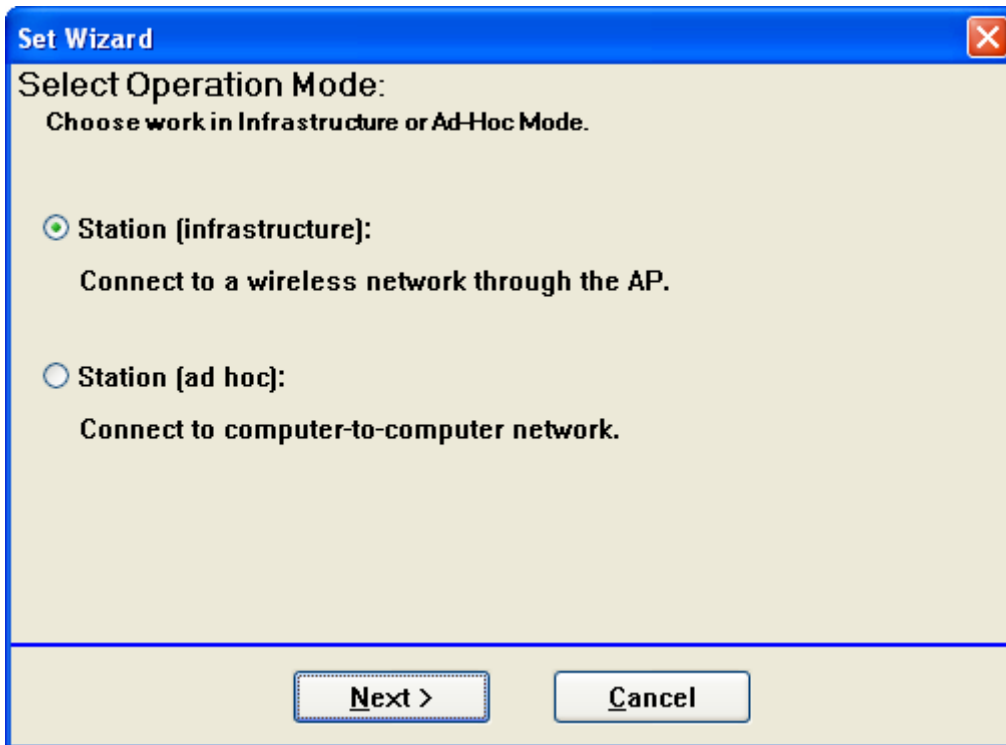 Set Wizard
Select Operation Mode:
Choose work in Infrastructure or Ad-Hoc Mode.
Station (infrastructure):
Connect to a wireless network through the AP.
Station (ad hoc):
Connect to computer-to-computer network.
Next > Cancel